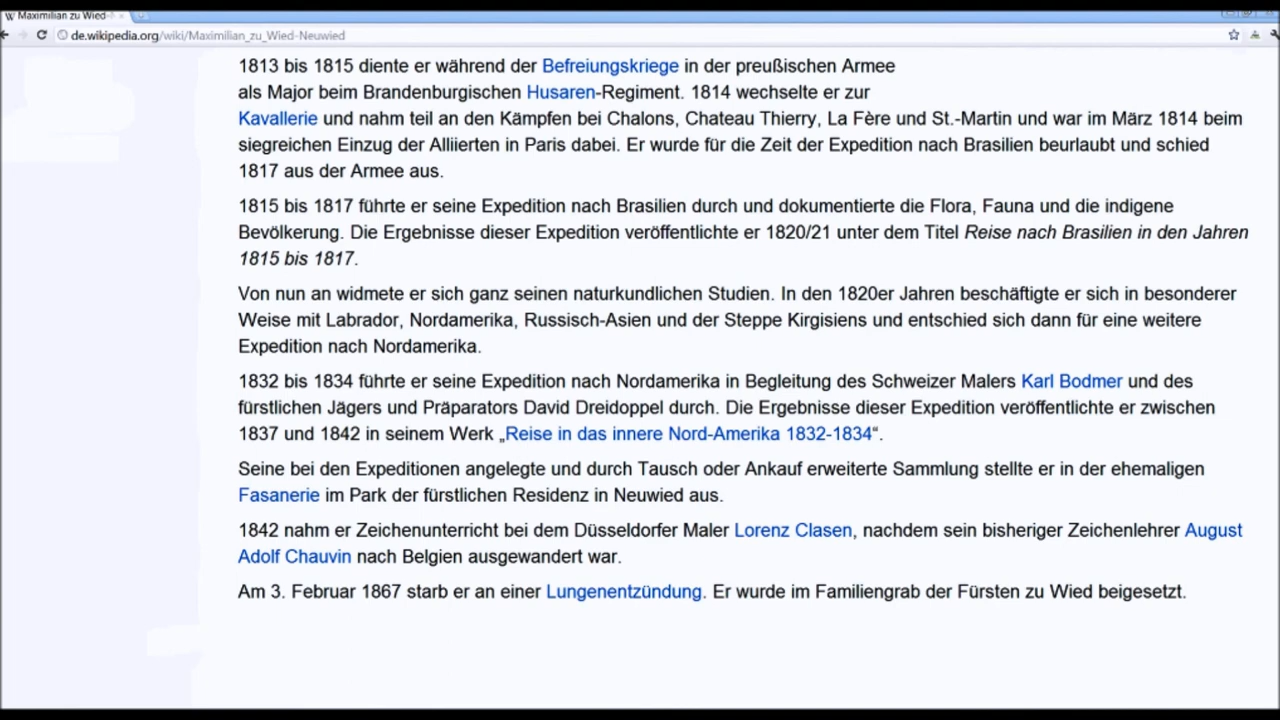 Maximilian zu Wied-N
de.wikipedia.org/wiki/Maximilian_zu_Wied-Neuwied
1813 bis 1815 diente er während der Befreiungskriege in der preußischen Armee
als Major beim Brandenburgischen Husaren-Regiment. 1814 wechselte er zur
Kavallerie und nahm teil an den Kämpfen bei Chalons, Chateau Thierry, La Fère und St.-Martin und war im März 1814 beim
siegreichen Einzug der Alliierten in Paris dabei. Er wurde für die Zeit der Expedition nach Brasilien beurlaubt und schied
1817 aus der Armee aus.
1815 bis 1817 führte er seine Expedition nach Brasilien durch und dokumentierte die Flora, Fauna und die indigene
Bevölkerung. Die Ergebnisse dieser Expedition veröffentlichte er 1820/21 unter dem Titel Reise nach Brasilien in den Jahren
1815 bis 1817.
Von nun an widmete er sich ganz seinen naturkundlichen Studien. In den 1820er Jahren beschäftigte er sich in besonderer
Weise mit Labrador, Nordamerika, Russisch-Asien und der Steppe Kirgisiens und entschied sich dann für eine weitere
Expedition nach Nordamerika.
1832 bis 1834 führte er seine Expedition nach Nordamerika in Begleitung des Schweizer Malers Karl Bodmer und des
fürstlichen Jägers und Präparators David Dreidoppel durch. Die Ergebnisse dieser Expedition veröffentlichte er zwischen
1837 und 1842 in seinem Werk „Reise in das innere Nord-Amerika 1832-1834“.
Seine bei den Expeditionen angelegte und durch Tausch oder Ankauf erweiterte Sammlung stellte er in der ehemaligen
Fasanerie im Park der fürstlichen Residenz in Neuwied aus.
1842 nahm er Zeichenunterricht bei dem Düsseldorfer Maler Lorenz Clasen, nachdem sein bisheriger Zeichenlehrer August
Adolf Chauvin nach Belgien ausgewandert war.
Am 3. Februar 1867 starb er an einer Lungenentzündung. Er wurde im Familiengrab der Fürsten zu Wied beigesetzt.